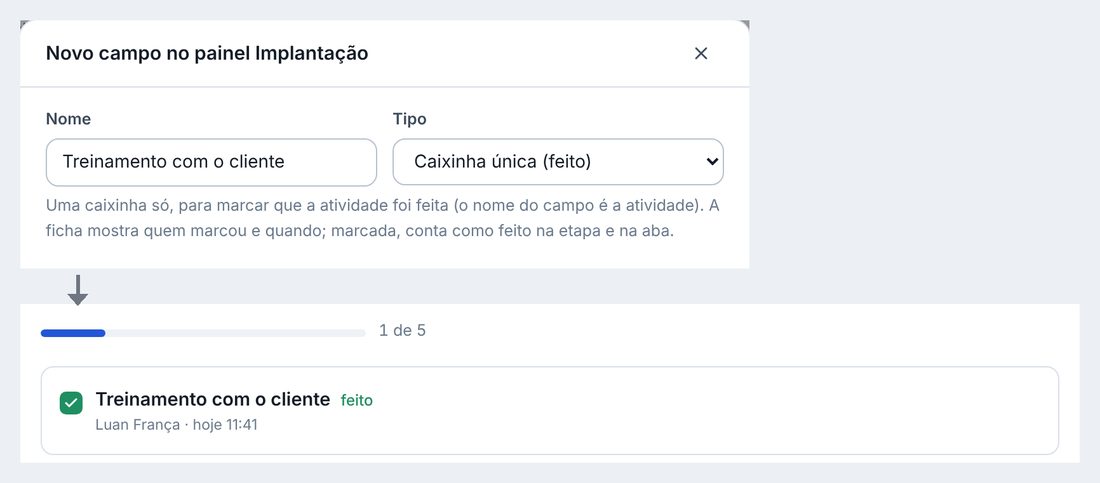 Novo campo no painel Implantação
Nome
Tipo
Treinamento com o cliente
Caixinha única (feito)
Uma caixinha só, para marcar que a atividade foi feita (o nome do campo é a atividade). A
ficha mostra quem marcou e quando; marcada, conta como feito na etapa e na aba.
1 de 5
Treinamento com o cliente feito
Luan França · hoje 11:41